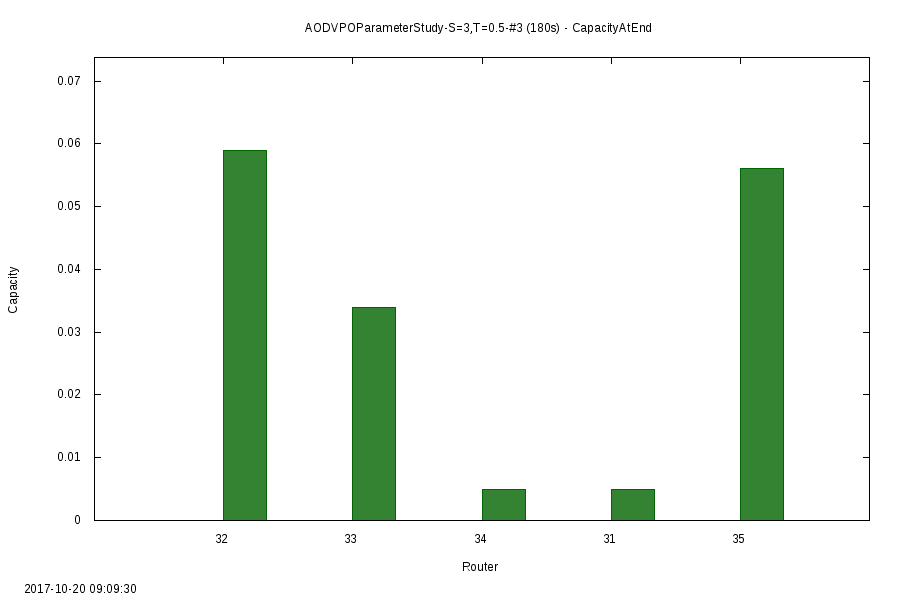 AODVPOParameterStudy-S=3,T=0.5-#3 (180s) - CapacityAtEnd
0.07
0.06
0.05
0.04
0.03
0.02
0.01
0
Capacity
32 33 34 31 35
Router
2017-10-20 09:09:30